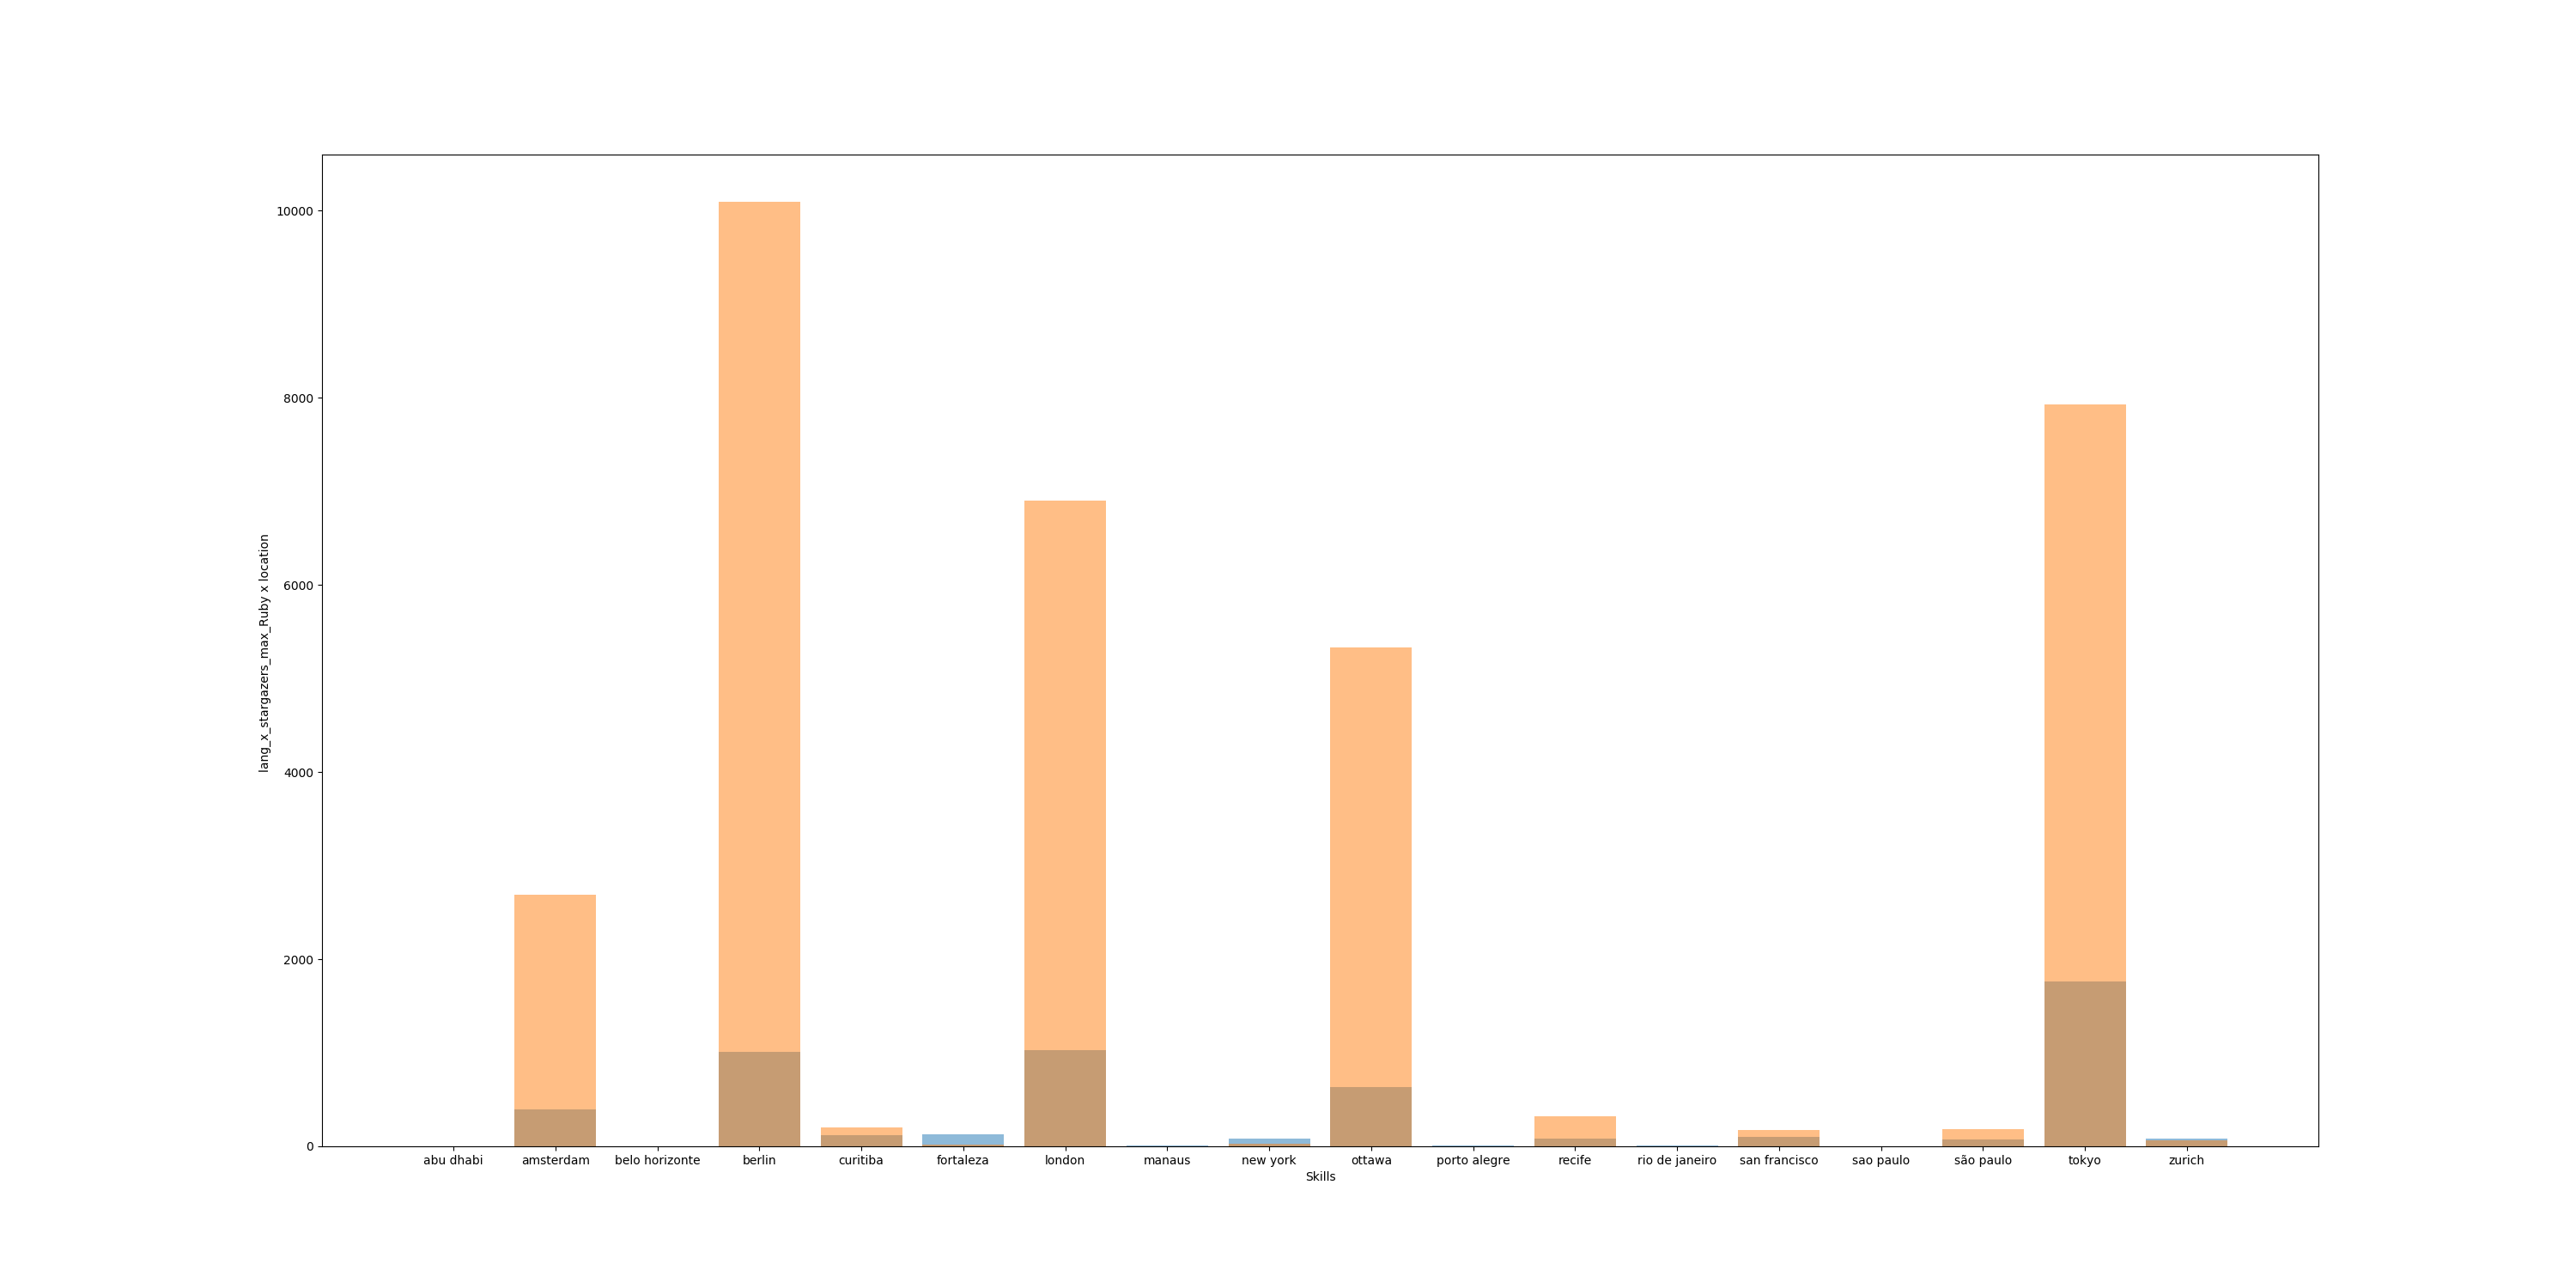 10000
8000
6000
4000
2000
0
lang_x_stargazers_max_Ruby x location
abu dhabi amsterdam belo horizonte berlin curitiba fortaleza london manaus new york ottawa porto alegre recife rio de janeiro san francisco sao paulo são paulo tokyo zurich
Skills